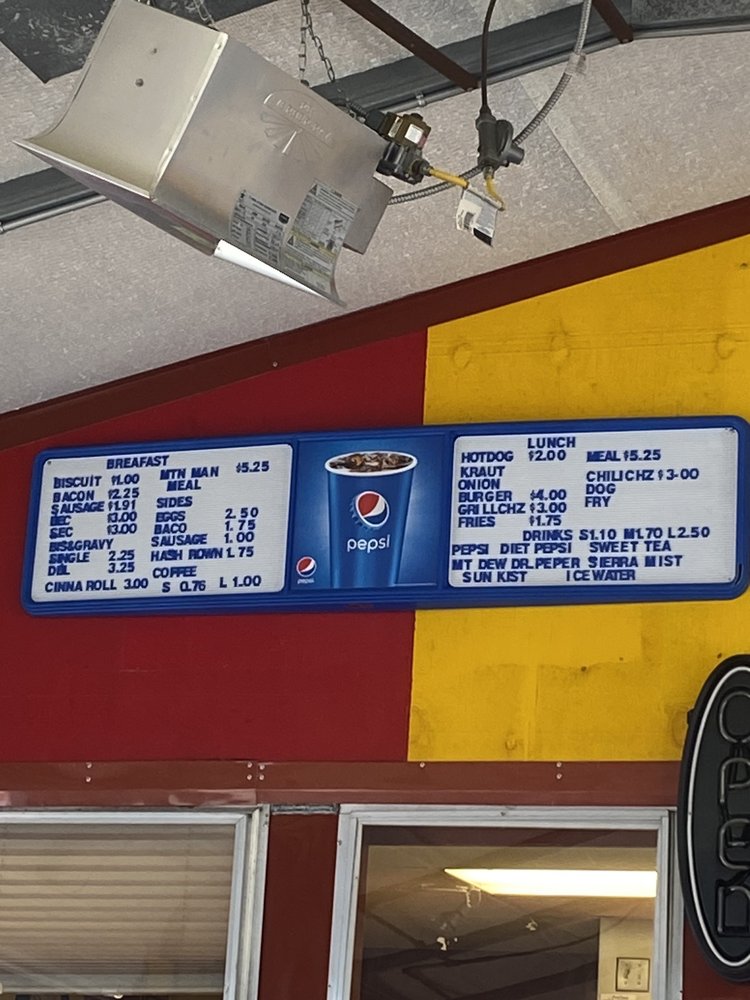 BREAFAST
BISCUIT $1.00
BACON $2.25
SAUSAGE $1.91
BEC $3.00
SEC $3.00
BIS&GRAVY
SINGLE 2.25
DBL 3.25
CINNA ROLL 3.00
MTN MAN $5.25
MEAL
SIDES
EGGS 2.50
BACO 1.75
SAUSAGE 1.00
HASH ROWN 1.75
COFFEE
S 0.76 L 1.00
pepsi
pepsi
LUNCH
HOTDOG $2.00 MEAL $5.25
KRAUT
ONION
BURGER $4.00
GRILLCHZ $3.00
FRIES $1.75
CHILICHZ $3-00
DOG
FRY
DRINKS S1.10 M1.70 L2.50
PEPSI DIET PEPSI SWEET TEA
MT DEW DR.PEPER SIERRA MIST
SUN KIST ICE WATER